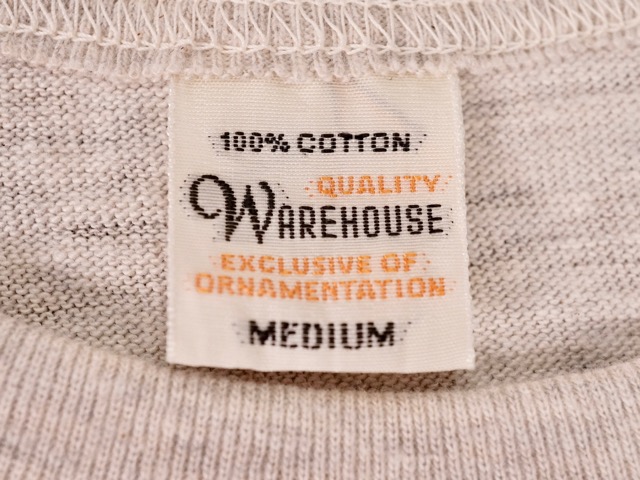 100% COTTON
QUALITY
WAREHOUSE
EXCLUSIVE OF
ORNAMENTATION
MEDIUM